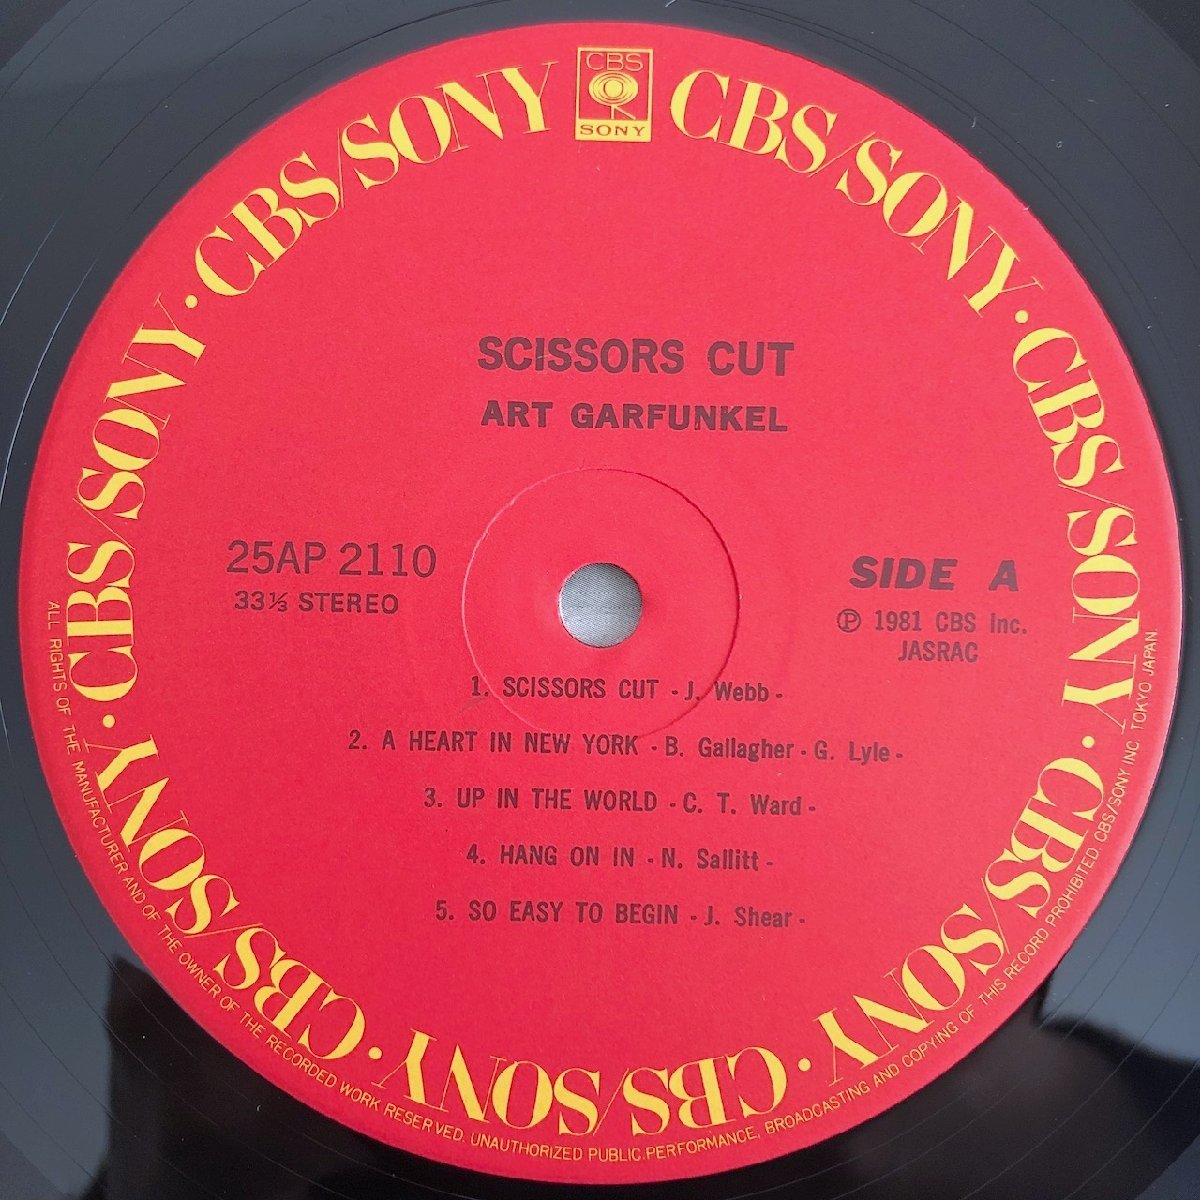 CBS
SONY
CBS/SONY · CBS/SONY · CBS/SONY · CBS/SONY · CBS/SONY · CBS/SONY · CBS/SONY · CBS/SONY
SCISSORS CUT
ART GARFUNKEL
25AP 2110
33⅓ STEREO
SIDE A
Ⓟ 1981 CBS Inc.
JASRAC
1. SCISSORS CUT - J. Webb -
2. A HEART IN NEW YORK - B. Gallagher - G. Lyle -
3. UP IN THE WORLD - C. T. Ward -
4. HANG ON IN - N. Sallitt -
5. SO EASY TO BEGIN - J. Shear -
ALL RIGHTS OF THE MANUFACTURER AND OF THE OWNER OF THE RECORDED WORK RESERVED. UNAUTHORIZED PUBLIC PERFORMANCE, BROADCASTING AND COPYING OF THIS RECORD PROHIBITED. CBS/SONY INC. TOKYO JAPAN